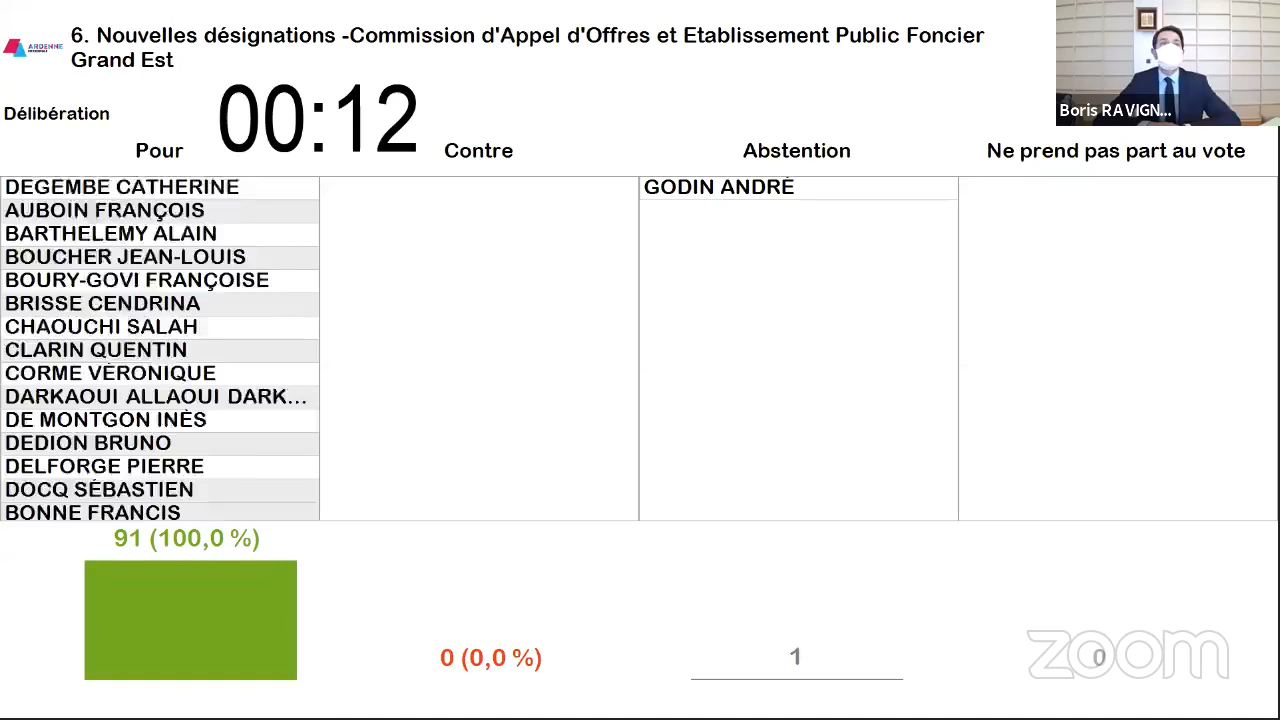 6. Nouvelles désignations -Commission d'Appel d'Offres et Etablissement Public Foncier
Grand Est
ARDENNE
Boris RAVIGN...
Délibération
00:12
Pour
Contre
Abstention
Ne prend pas part au vote
DEGEMBE CATHERINE
AUBOIN FRANÇOIS
BARTHELEMY ALAIN
BOUCHER JEAN-LOUIS
BOURY-GOVI FRANÇOISE
BRISSE CENDRINA
CHAOUCHI SALAH
CLARIN QUENTIN
CORME VÉRONIQUE
DARKAOUI ALLAOUI DARK...
DE MONTGON INÈS
DEDION BRUNO
DELFORGE PIERRE
DOCQ SÉBASTIEN
BONNE FRANCIS
GODIN ANDRÉ
91 (100,0 %)
0 (0,0 %)
1
0
zoom